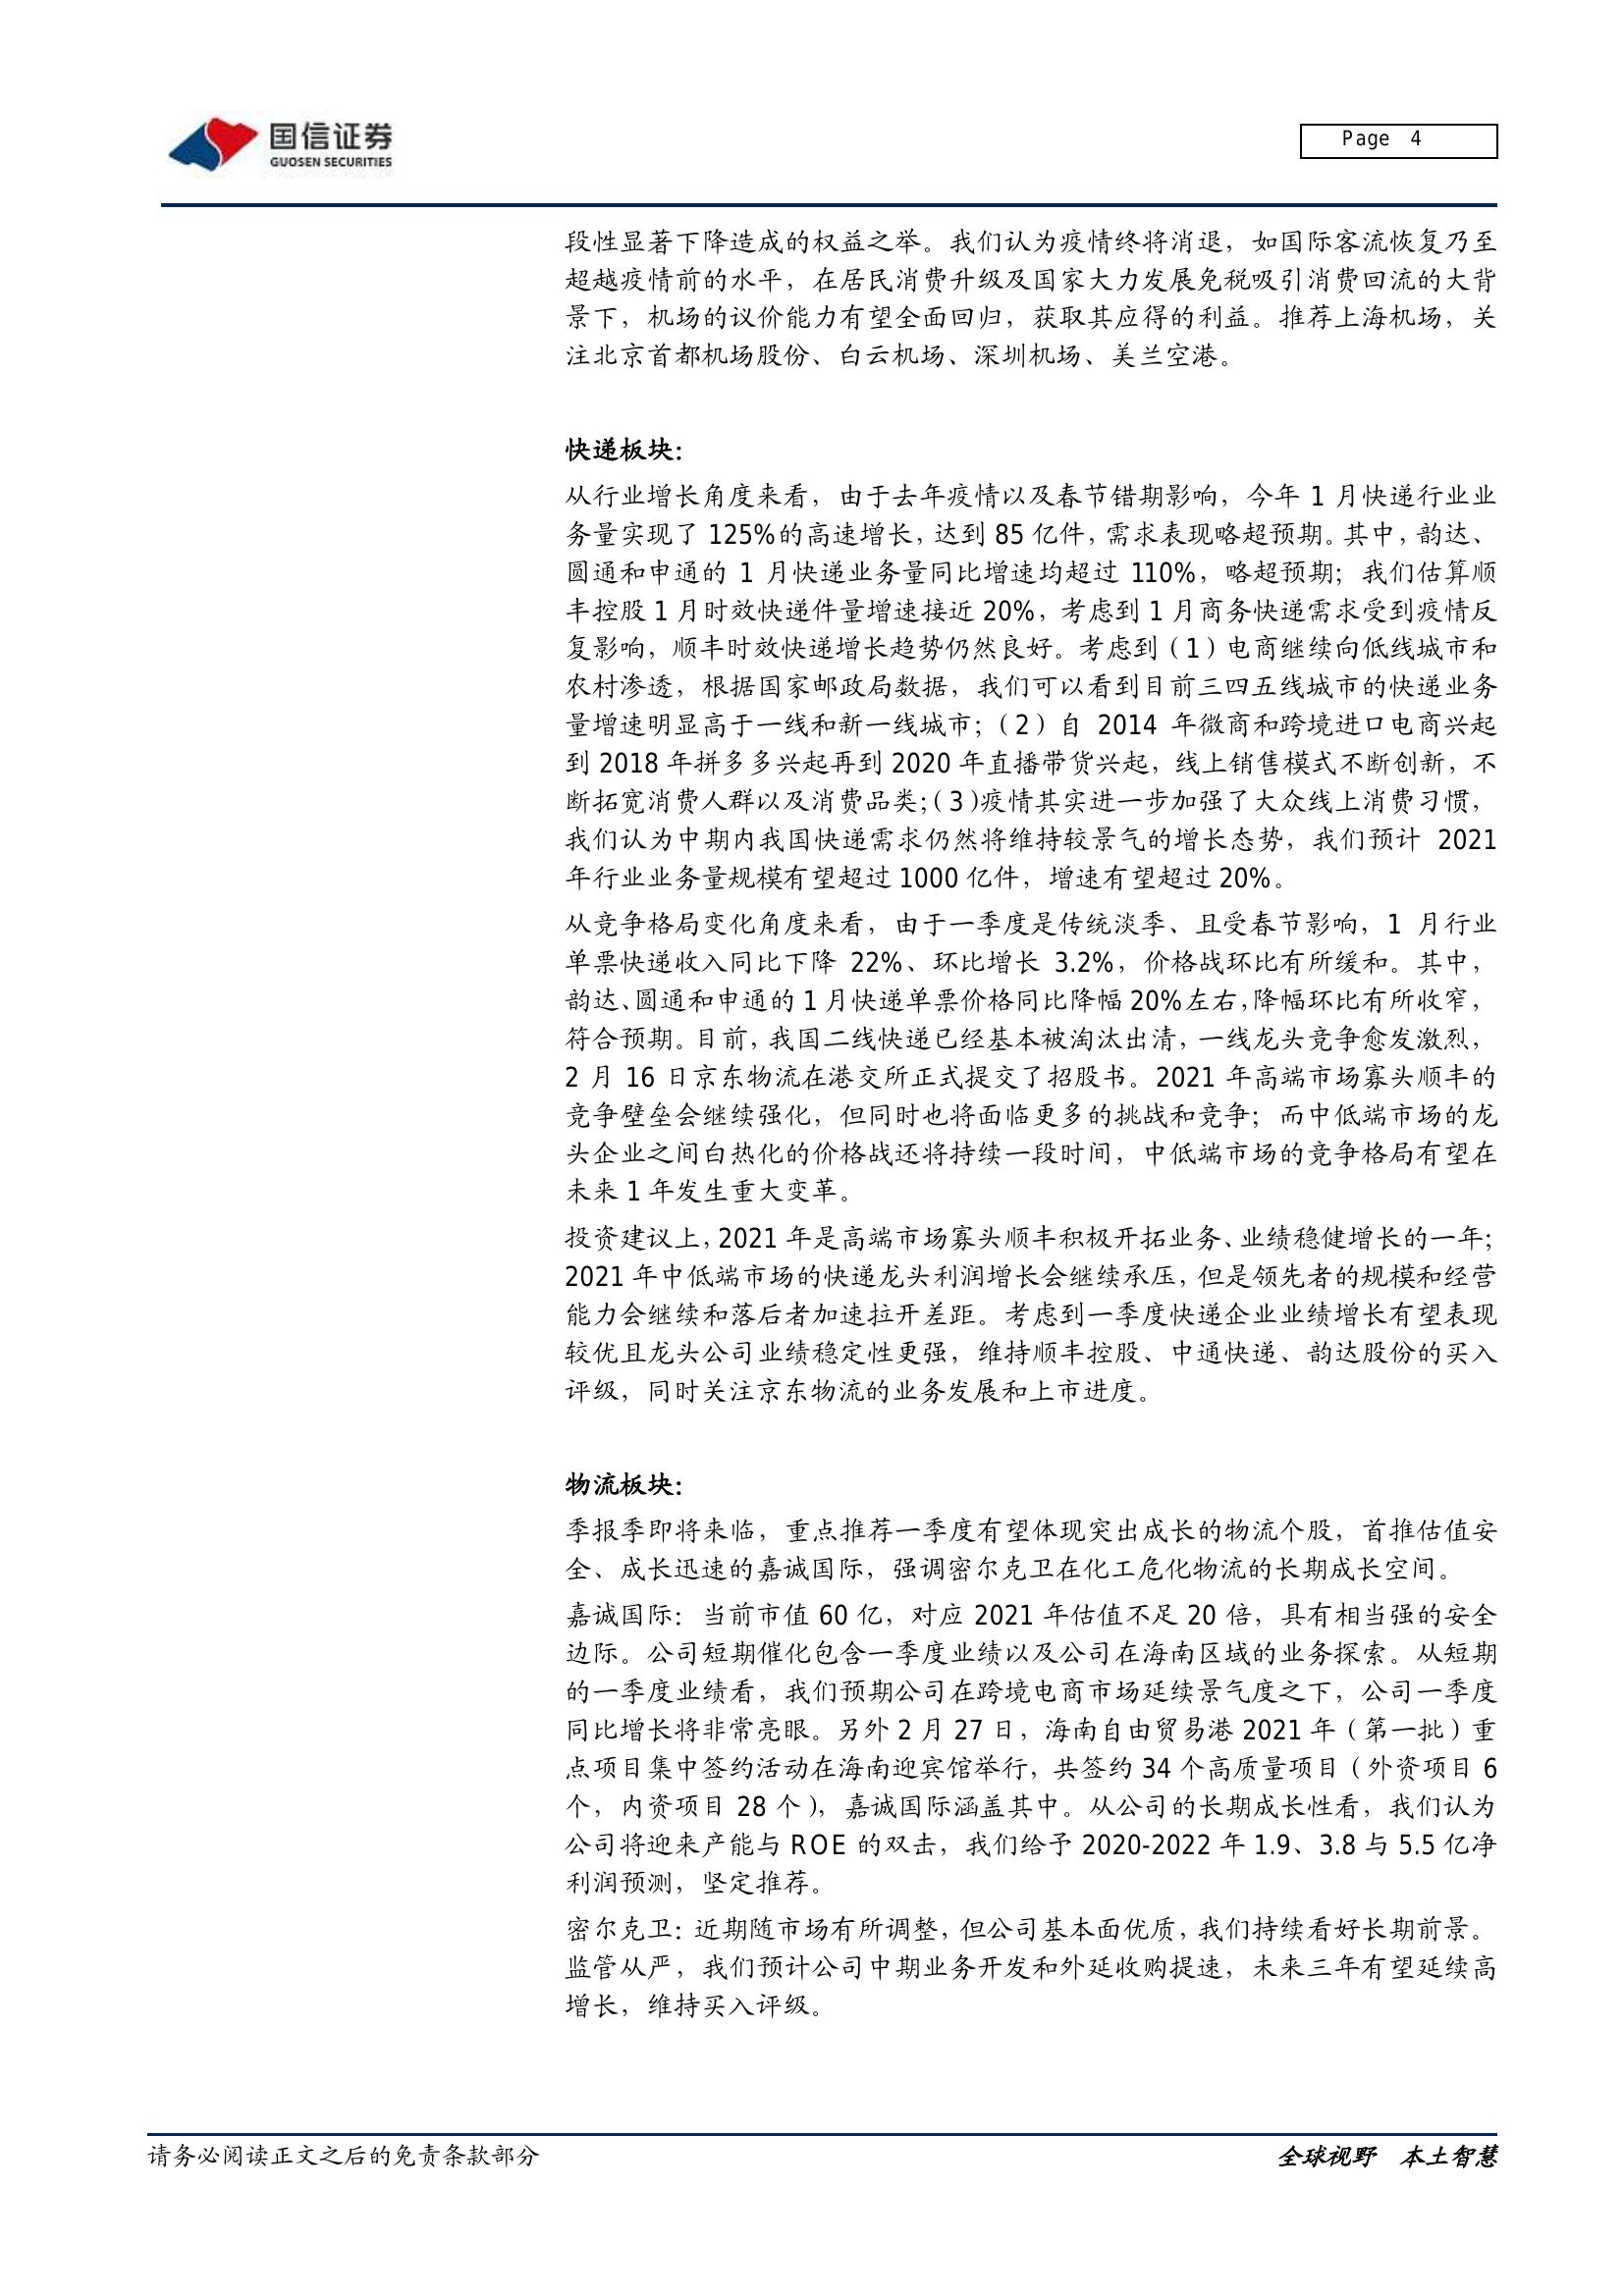 国信证券
GUOSEN SECURITIES
Page 4
段性显著下降造成的权益之举。我们认为疫情终将消退，如国际客流恢复乃至
超越疫情前的水平，在居民消费升级及国家大力发展免税吸引消费回流的大背
景下，机场的议价能力有望全面回归，获取其应得的利益。推荐上海机场，关
注北京首都机场股份、白云机场、深圳机场、美兰空港。
快递板块：
从行业增长角度来看，由于去年疫情以及春节错期影响，今年 1 月快递行业业
务量实现了 125%的高速增长，达到 85 亿件，需求表现略超预期。其中，韵达、
圆通和申通的 1 月快递业务量同比增速均超过 110%，略超预期；我们估算顺
丰控股 1 月时效快递件量增速接近 20%，考虑到 1 月商务快递需求受到疫情反
复影响，顺丰时效快递增长趋势仍然良好。考虑到（1）电商继续向低线城市和
农村渗透，根据国家邮政局数据，我们可以看到目前三四五线城市的快递业务
量增速明显高于一线和新一线城市；（2）自 2014 年微商和跨境进口电商兴起
到 2018 年拼多多兴起再到 2020 年直播带货兴起，线上销售模式不断创新，不
断拓宽消费人群以及消费品类；（3）疫情其实进一步加强了大众线上消费习惯，
我们认为中期内我国快递需求仍然将维持较景气的增长态势，我们预计 2021
年行业业务量规模有望超过 1000 亿件，增速有望超过 20%。
从竞争格局变化角度来看，由于一季度是传统淡季、且受春节影响，1 月行业
单票快递收入同比下降 22%、环比增长 3.2%，价格战环比有所缓和。其中，
韵达、圆通和申通的 1 月快递单票价格同比降幅 20%左右，降幅环比有所收窄，
符合预期。目前，我国二线快递已经基本被淘汰出清，一线龙头竞争愈发激烈，
2 月 16 日京东物流在港交所正式提交了招股书。2021 年高端市场寡头顺丰的
竞争壁垒会继续强化，但同时也将面临更多的挑战和竞争；而中低端市场的龙
头企业之间白热化的价格战还将持续一段时间，中低端市场的竞争格局有望在
未来 1 年发生重大变革。
投资建议上，2021 年是高端市场寡头顺丰积极开拓业务、业绩稳健增长的一年；
2021 年中低端市场的快递龙头利润增长会继续承压，但是领先者的规模和经营
能力会继续和落后者加速拉开差距。考虑到一季度快递企业业绩增长有望表现
较优且龙头公司业绩稳定性更强，维持顺丰控股、中通快递、韵达股份的买入
评级，同时关注京东物流的业务发展和上市进度。
物流板块：
季报季即将来临，重点推荐一季度有望体现突出成长的物流个股，首推估值安
全、成长迅速的嘉诚国际，强调密尔克卫在化工危化物流的长期成长空间。
嘉诚国际：当前市值 60 亿，对应 2021 年估值不足 20 倍，具有相当强的安全
边际。公司短期催化包含一季度业绩以及公司在海南区域的业务探索。从短期
的一季度业绩看，我们预期公司在跨境电商市场延续景气度之下，公司一季度
同比增长将非常亮眼。另外 2 月 27 日，海南自由贸易港 2021 年（第一批）重
点项目集中签约活动在海南迎宾馆举行，共签约 34 个高质量项目（外资项目 6
个，内资项目 28 个），嘉诚国际涵盖其中。从公司的长期成长性看，我们认为
公司将迎来产能与 ROE 的双击，我们给予 2020-2022 年 1.9、3.8 与 5.5 亿净
利润预测，坚定推荐。
密尔克卫：近期随市场有所调整，但公司基本面优质，我们持续看好长期前景。
监管从严，我们预计公司中期业务开发和外延收购提速，未来三年有望延续高
增长，维持买入评级。
请务必阅读正文之后的免责条款部分
全球视野 本土智慧